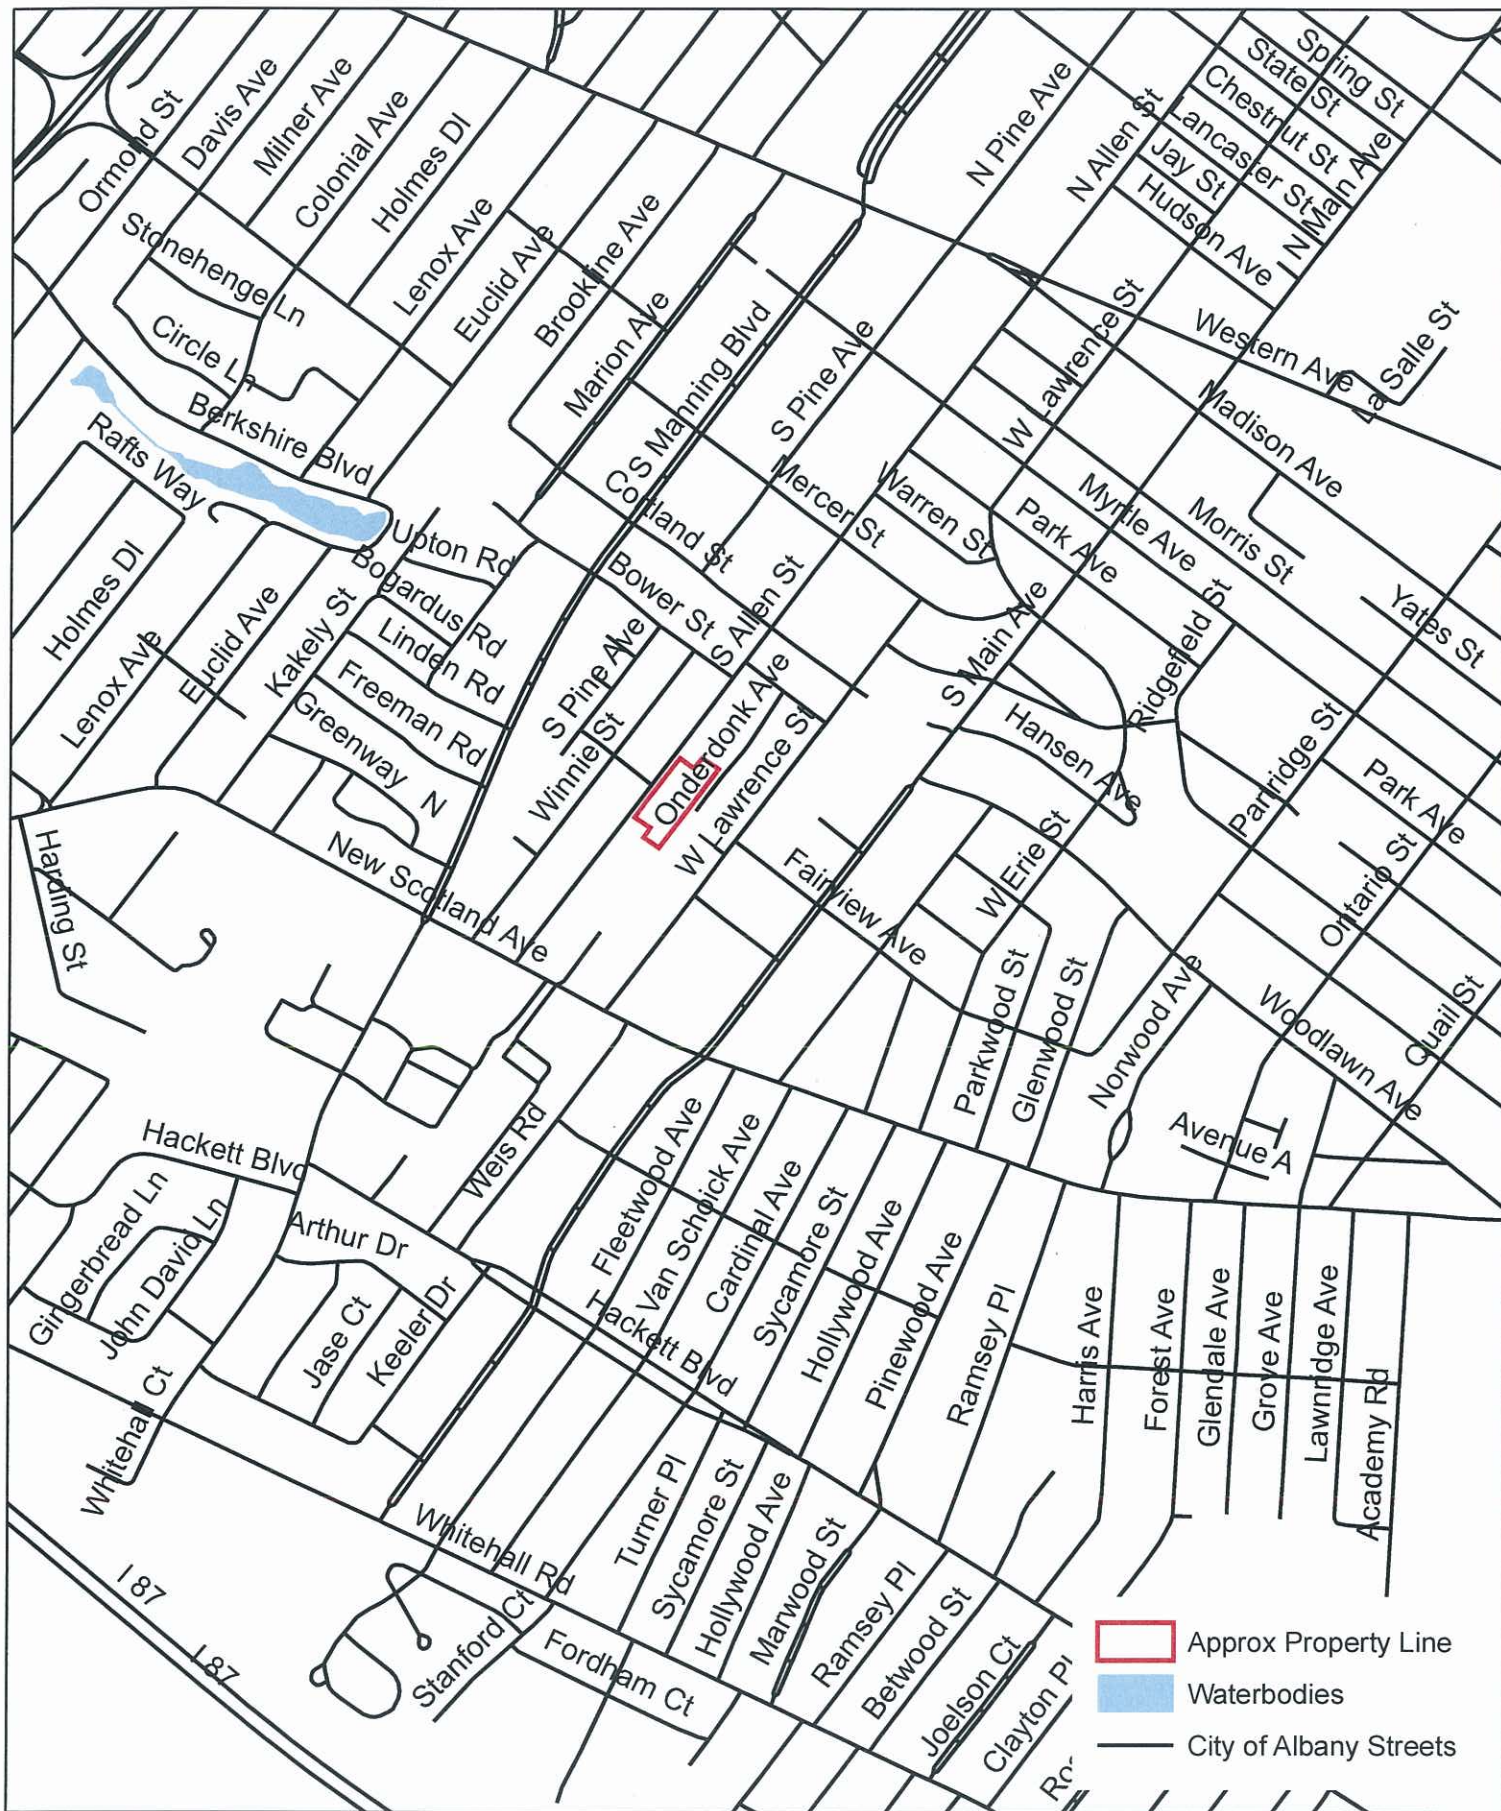 Spring St
State St
Chestnut St
Lancaster St
Jay St
Hudson Ave
N Main Ave
N Allen St
N Pine Ave
Ormond St
Davis Ave
Milner Ave
Colonial Ave
Holmes Dl
Lenox Ave
Euclid Ave
Brookline Ave
Marion Ave
S Manning Blvd
S Pine Ave
W Lawrence St
Western Ave
La Salle St
Madison Ave
Stonehenge Ln
Circle Ln
Berkshire Blvd
Rafts Way
Cortland St
Mercer St
Warren St
Park Ave
Myrtle Ave
Morris St
Yates St
Upton Rd
Bogardus Rd
Linden Rd
Freeman Rd
Greenway N
Kakely St
Holmes Dl
Lenox Ave
Euclid Ave
Bower St
S Allen St
S Pine Ave
Winnie St
Onderdonk Ave
W Lawrence St
S Main Ave
Ridgefield St
Hansen Ave
Partridge St
Park Ave
Ontario St
Quail St
W Erie St
Fairview Ave
New Scotland Ave
Harding St
Parkwood St
Glenwood St
Norwood Ave
Woodlawn Ave
Avenue A
Hackett Blvd
Weis Rd
Gingerbread Ln
John David Ln
Arthur Dr
Jase Ct
Keeler Dr
Whitehall Ct
Fleetwood Ave
Van Schoick Ave
Cardinal Ave
Sycamore St
Hollywood Ave
Pinewood Ave
Ramsey Pl
Harris Ave
Forest Ave
Glendale Ave
Grove Ave
Lawnridge Ave
Academy Rd
Hackett Blvd
Turner Pl
Sycamore St
Hollywood Ave
Marwood St
Ramsey Pl
Betwood St
Joelson Ct
Clayton Pl
Whitehall Rd
Stanford Ct
Fordham Ct
I 87
I 87
Approx Property Line
Waterbodies
City of Albany Streets